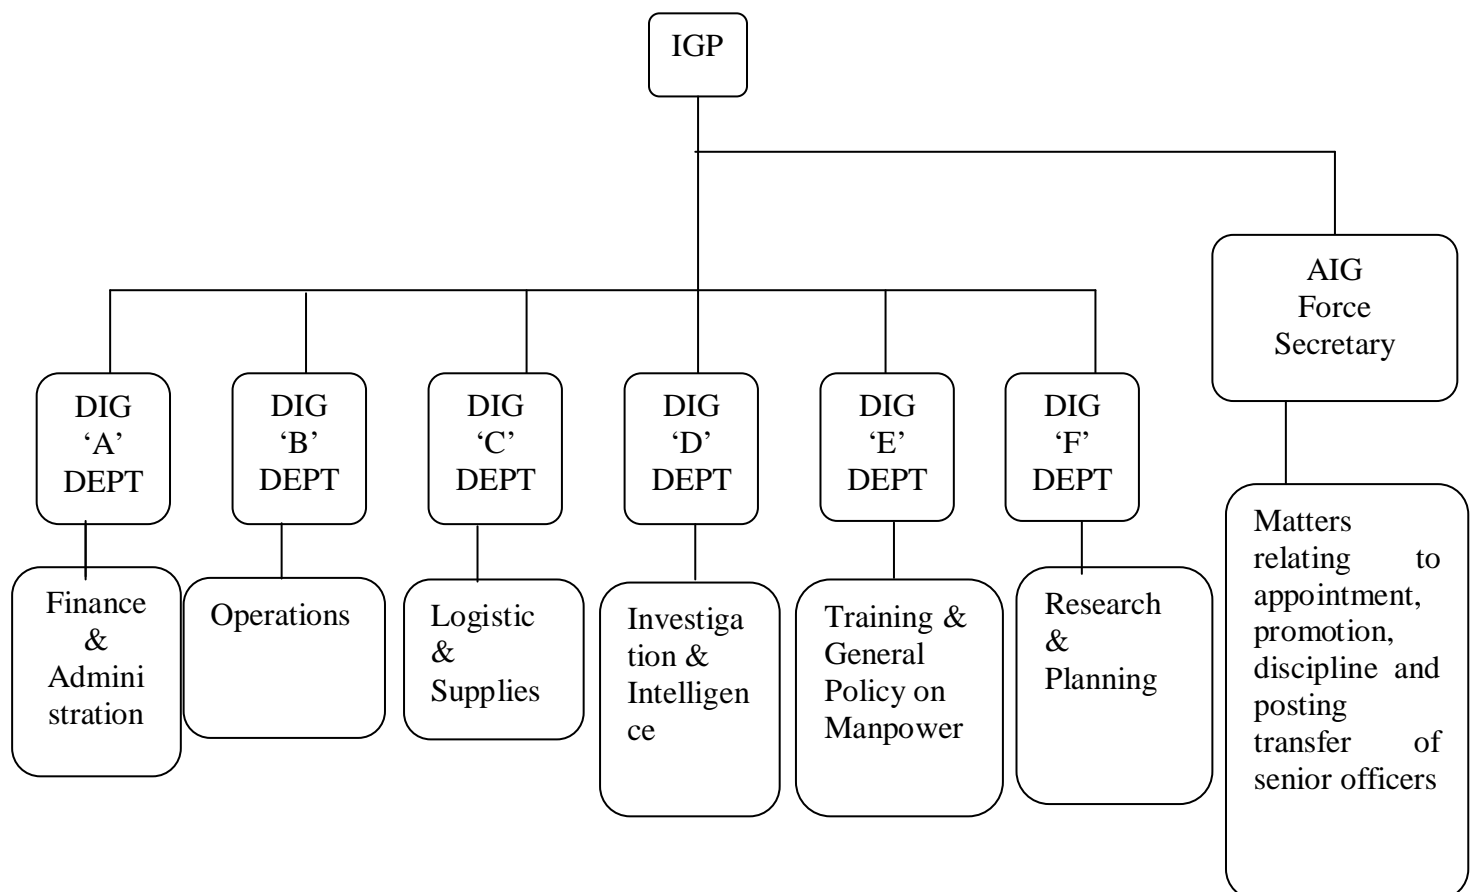 IGP
AIG
Force
Secretary
DIG
‘A’
DEPT
DIG
‘B’
DEPT
DIG
‘C’
DEPT
DIG
‘D’
DEPT
DIG
‘E’
DEPT
DIG
‘F’
DEPT
Finance
&
Admini
stration
Operations
Logistic
&
Supplies
Investiga
tion &
Intelligen
ce
Training &
General
Policy on
Manpower
Research
&
Planning
Matters
relating to
appointment,
promotion,
discipline and
posting
transfer of
senior officers